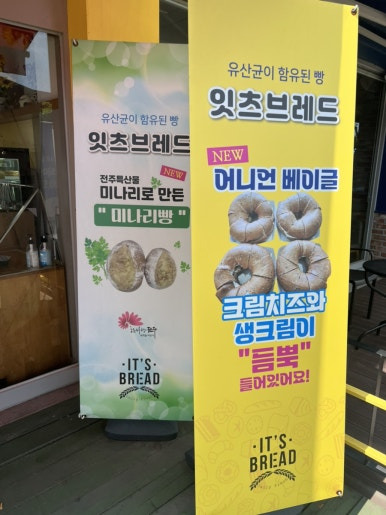 유산균이 함유된 빵
잇츠브레드
NEW
전주특산물
미나리로 만든
"미나리빵"
·IT'S·
BREAD
유산균이 함유된 빵
잇츠브레드
NEW
어니언 베이글
크림치즈와
생크림이
"듬뿍"
들어있어요!
·IT'S·
BREAD